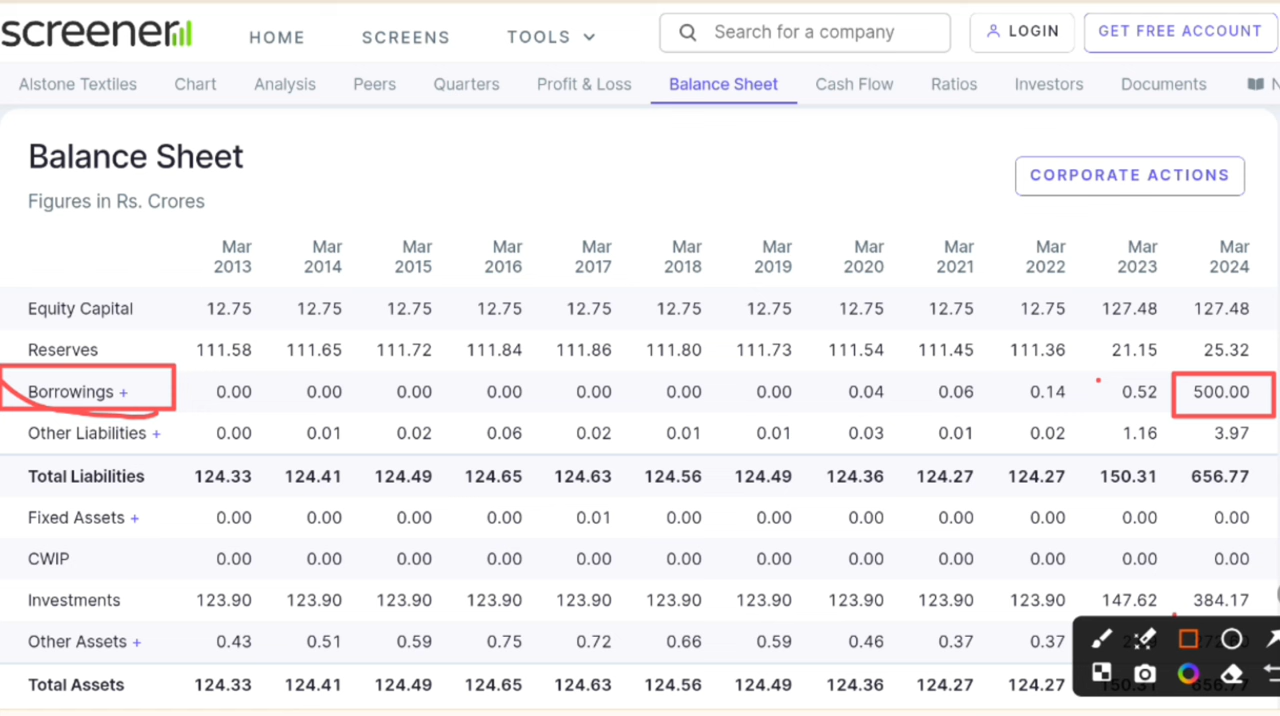 screener HOME SCREENS TOOLS Search for a company LOGIN GET FREE ACCOUNT
Alstone Textiles Chart Analysis Peers Quarters Profit & Loss Balance Sheet Cash Flow Ratios Investors Documents N
Balance Sheet
CORPORATE ACTIONS
Figures in Rs. Crores
Mar Mar Mar Mar Mar Mar Mar Mar Mar Mar Mar Mar
2013 2014 2015 2016 2017 2018 2019 2020 2021 2022 2023 2024
Equity Capital 12.75 12.75 12.75 12.75 12.75 12.75 12.75 12.75 12.75 12.75 127.48 127.48
Reserves 111.58 111.65 111.72 111.84 111.86 111.80 111.73 111.54 111.45 111.36 21.15 25.32
Borrowings + 0.00 0.00 0.00 0.00 0.00 0.00 0.00 0.04 0.06 0.14 0.52 500.00
Other Liabilities + 0.00 0.01 0.02 0.06 0.02 0.01 0.01 0.03 0.01 0.02 1.16 3.97
Total Liabilities 124.33 124.41 124.49 124.65 124.63 124.56 124.49 124.36 124.27 124.27 150.31 656.77
Fixed Assets + 0.00 0.00 0.00 0.00 0.01 0.00 0.00 0.00 0.00 0.00 0.00 0.00
CWIP 0.00 0.00 0.00 0.00 0.00 0.00 0.00 0.00 0.00 0.00 0.00 0.00
Investments 123.90 123.90 123.90 123.90 123.90 123.90 123.90 123.90 123.90 123.90 147.62 384.17
Other Assets + 0.43 0.51 0.59 0.75 0.72 0.66 0.59 0.46 0.37 0.37
Total Assets 124.33 124.41 124.49 124.65 124.63 124.56 124.49 124.36 124.27 124.27 150.31 656.77